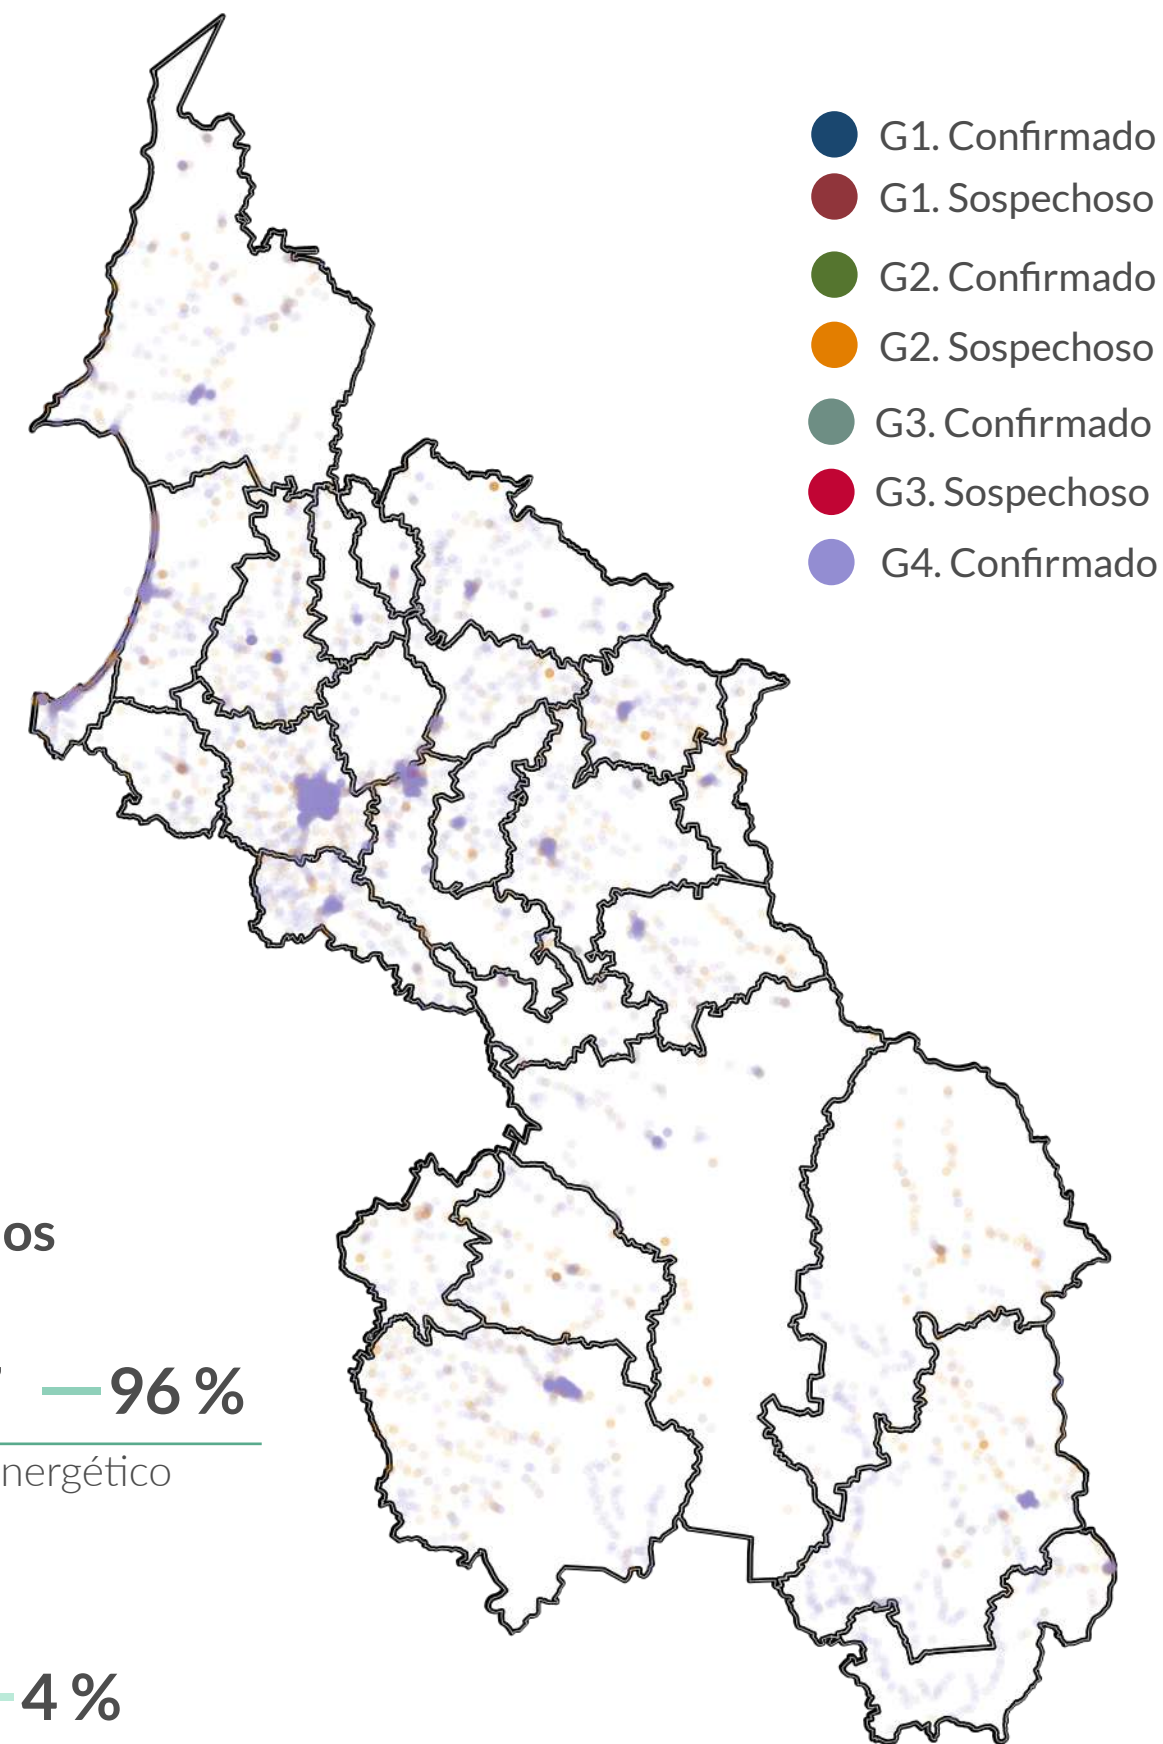 G1. Confirmado
G1. Sospechoso
G2. Confirmado
G2. Sospechoso
G3. Confirmado
G3. Sospechoso
G4. Confirmado
os
96 %
nergético
4 %